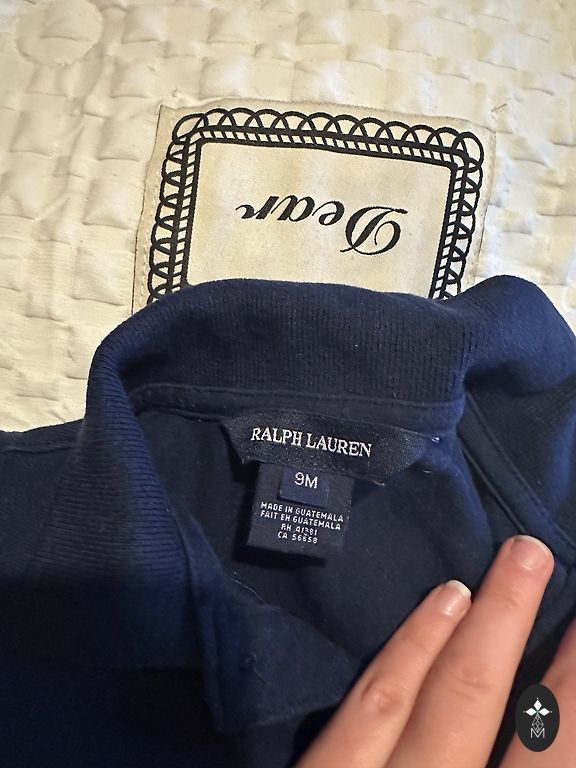 Dear
RALPH LAUREN
9M
MADE IN GUATEMALA
FAIT EN GUATEMALA
RN 41381
CA 56658
M